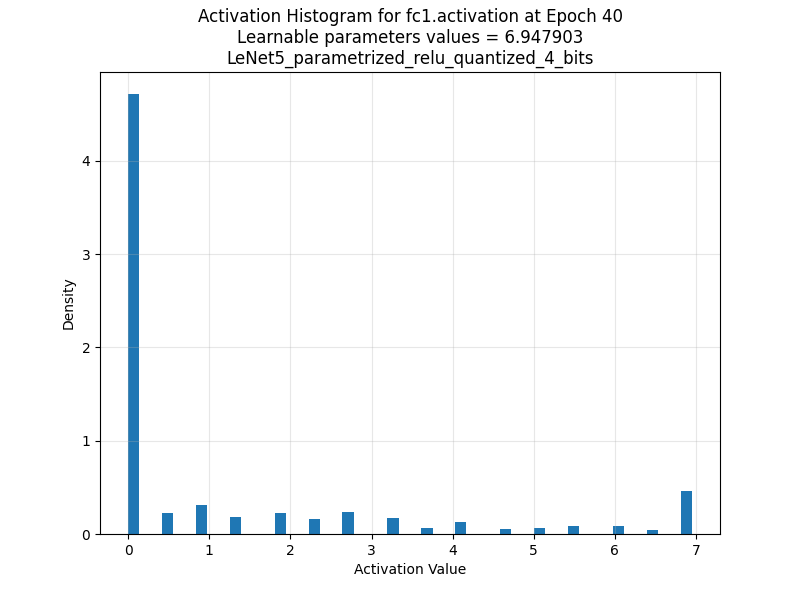 Activation Histogram for fc1.activation at Epoch 40
Learnable parameters values = 6.947903
LeNet5_parametrized_relu_quantized_4_bits
4
3
2
1
0
Density
0 1 2 3 4 5 6 7
Activation Value